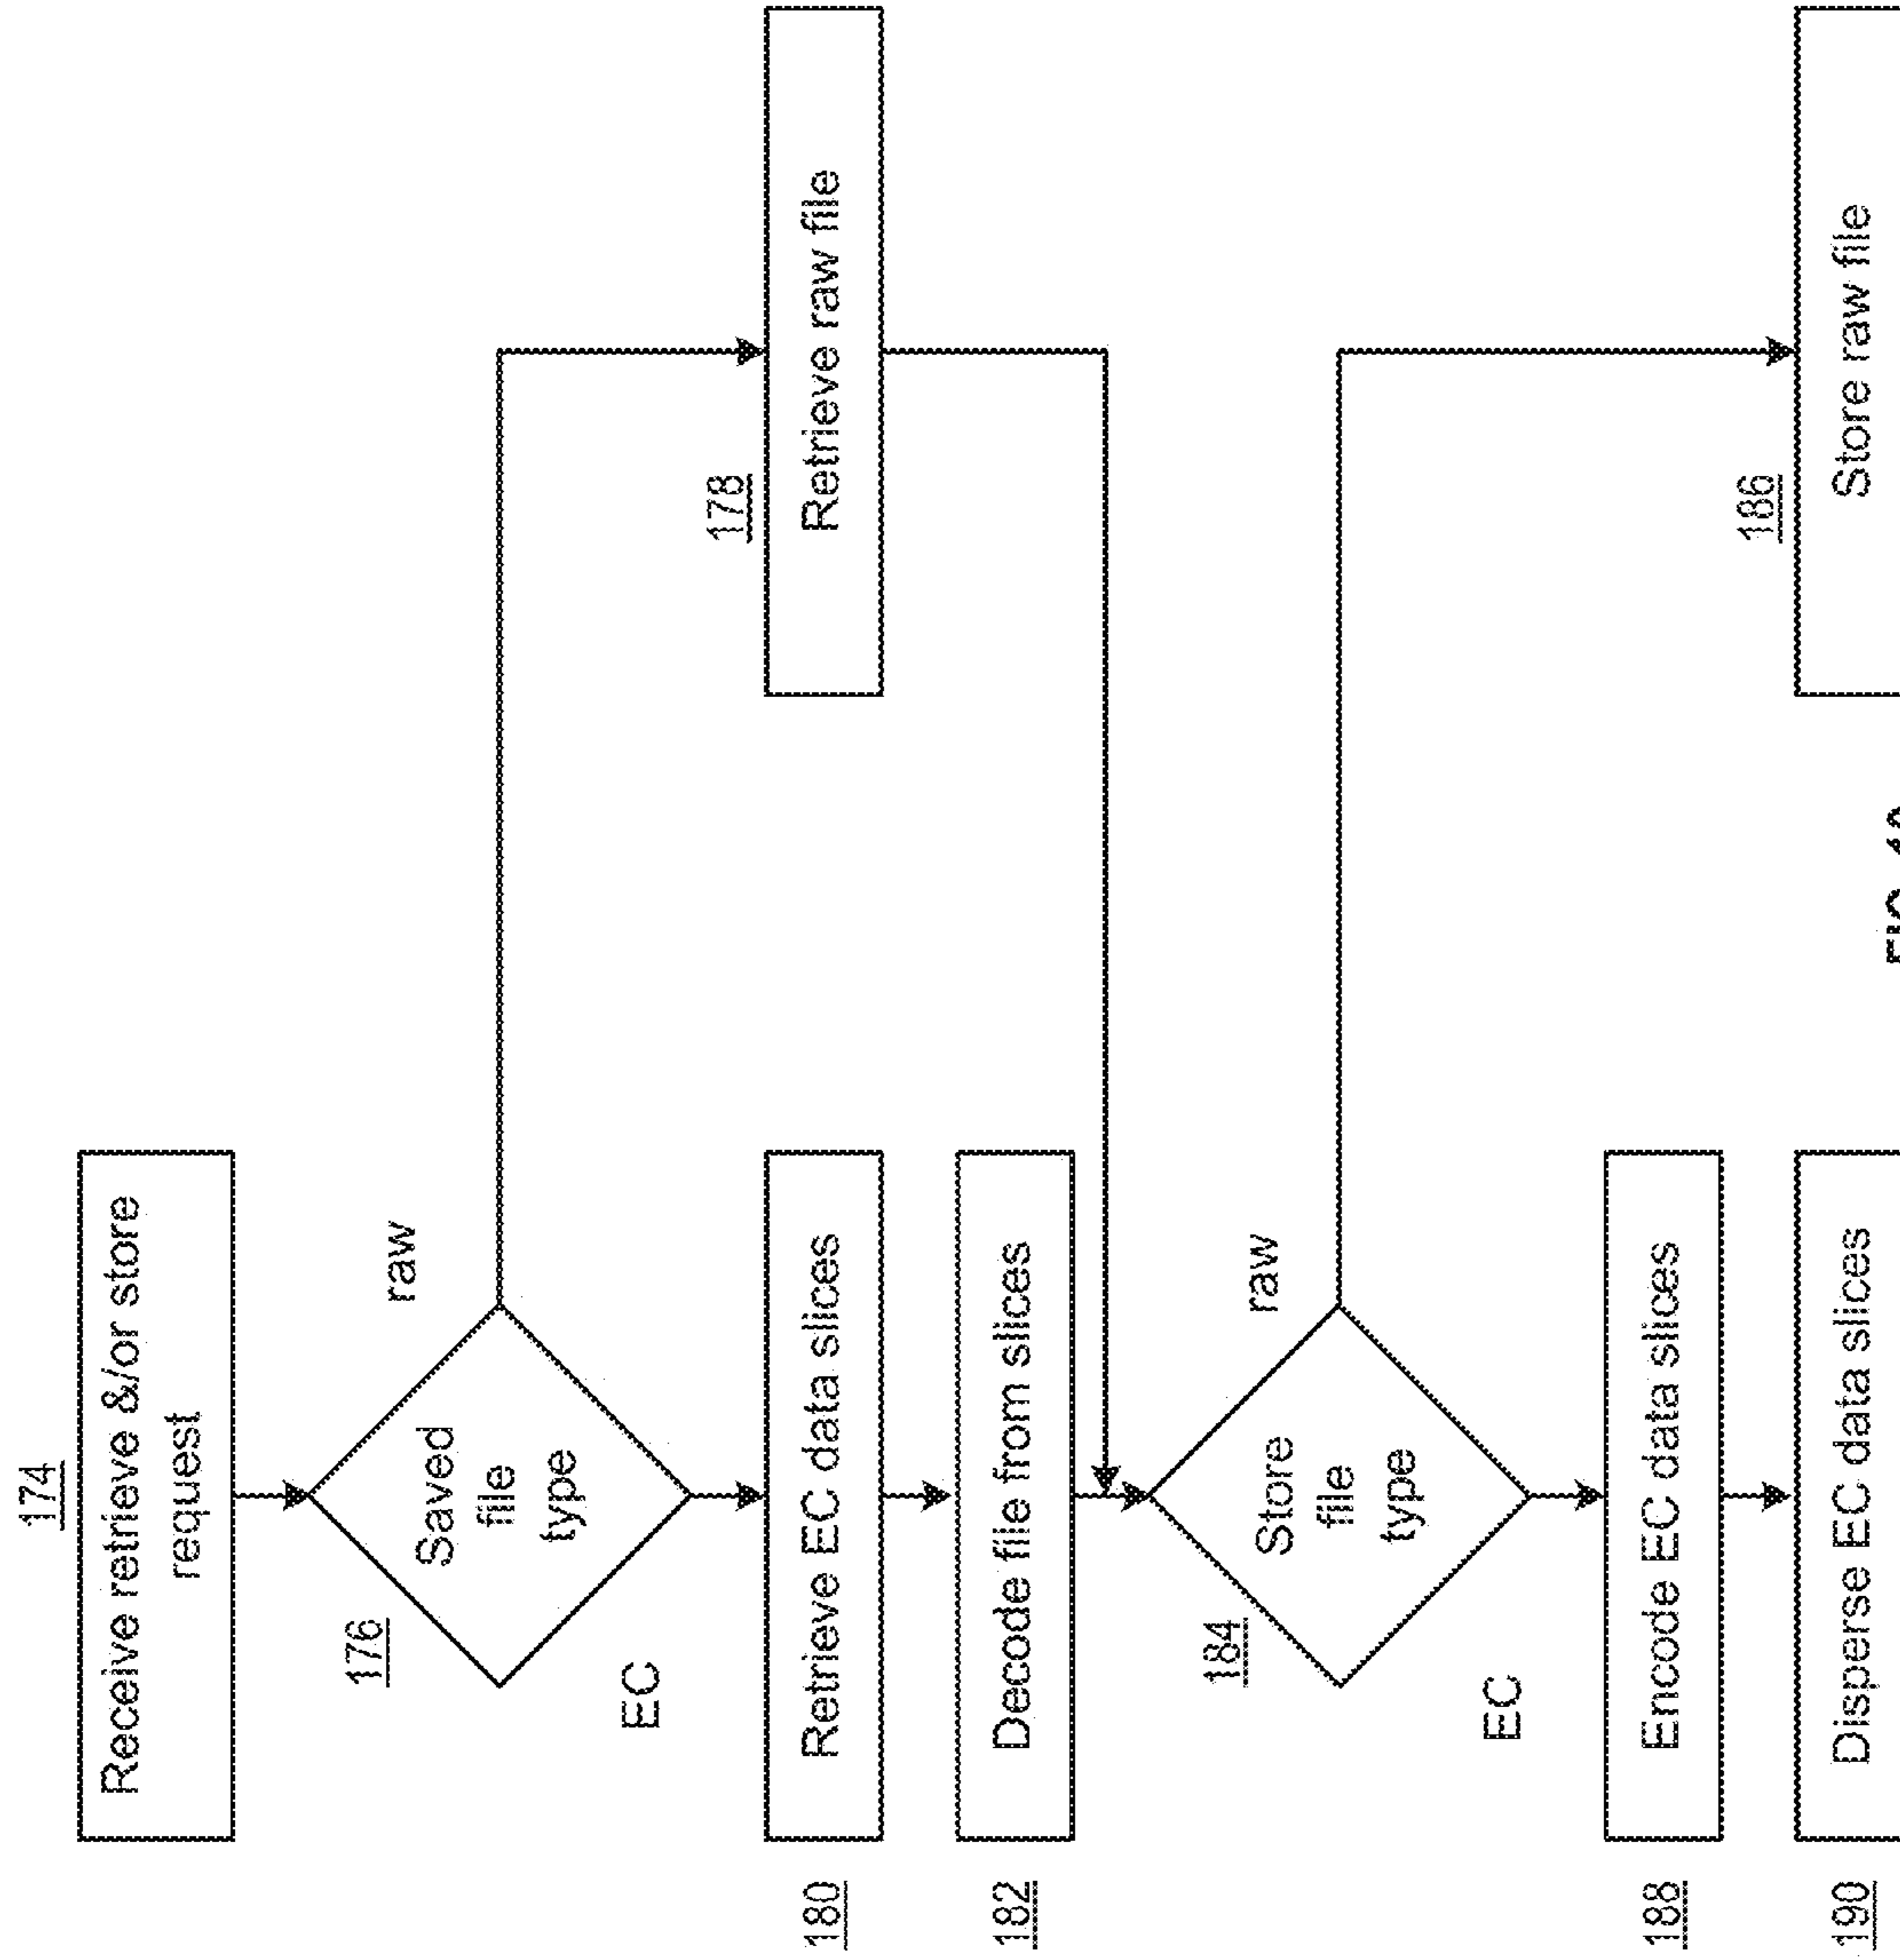 174
Receive retrieve &/or store
request
176
Saved
file
type
raw
EC
178
Retrieve raw file
180
Retrieve EC data slices
182
Decode file from slices
184
Store
file
type
raw
EC
186
Store raw file
188
Encode EC data slices
190
Disperse EC data slices